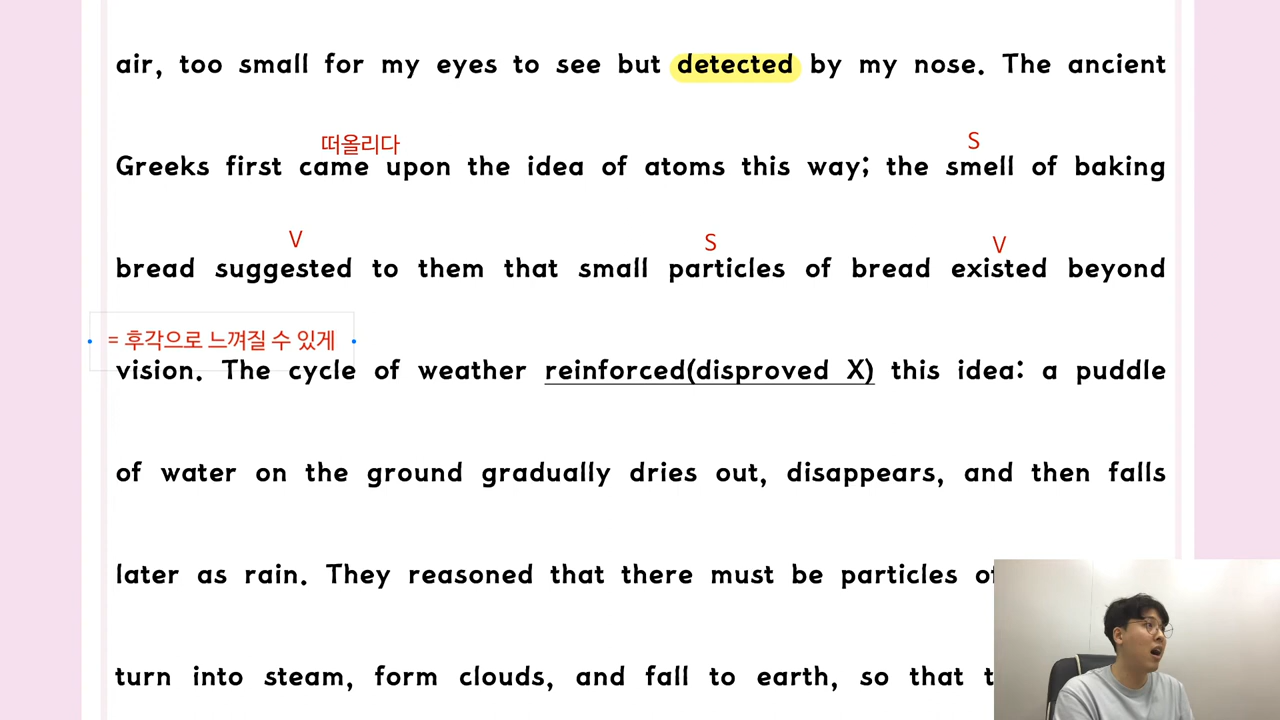 air, too small for my eyes to see but detected by my nose. The ancient
떠올리다
S
Greeks first came upon the idea of atoms this way; the smell of baking
V
S
V
bread suggested to them that small particles of bread existed beyond
= 후각으로 느껴질 수 있게
vision. The cycle of weather reinforced(disproved X) this idea: a puddle
of water on the ground gradually dries out, disappears, and then falls
later as rain. They reasoned that there must be particles
turn into steam, form clouds, and fall to earth, so that